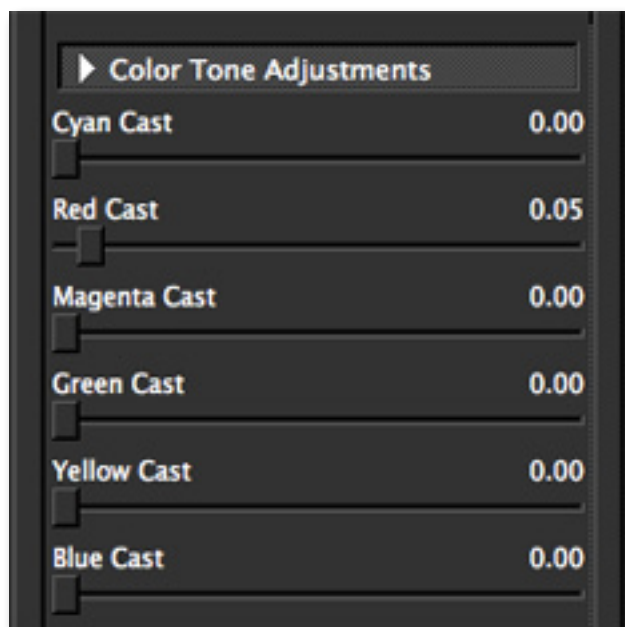 Color Tone Adjustments
Cyan Cast 0.00
Red Cast 0.05
Magenta Cast 0.00
Green Cast 0.00
Yellow Cast 0.00
Blue Cast 0.00